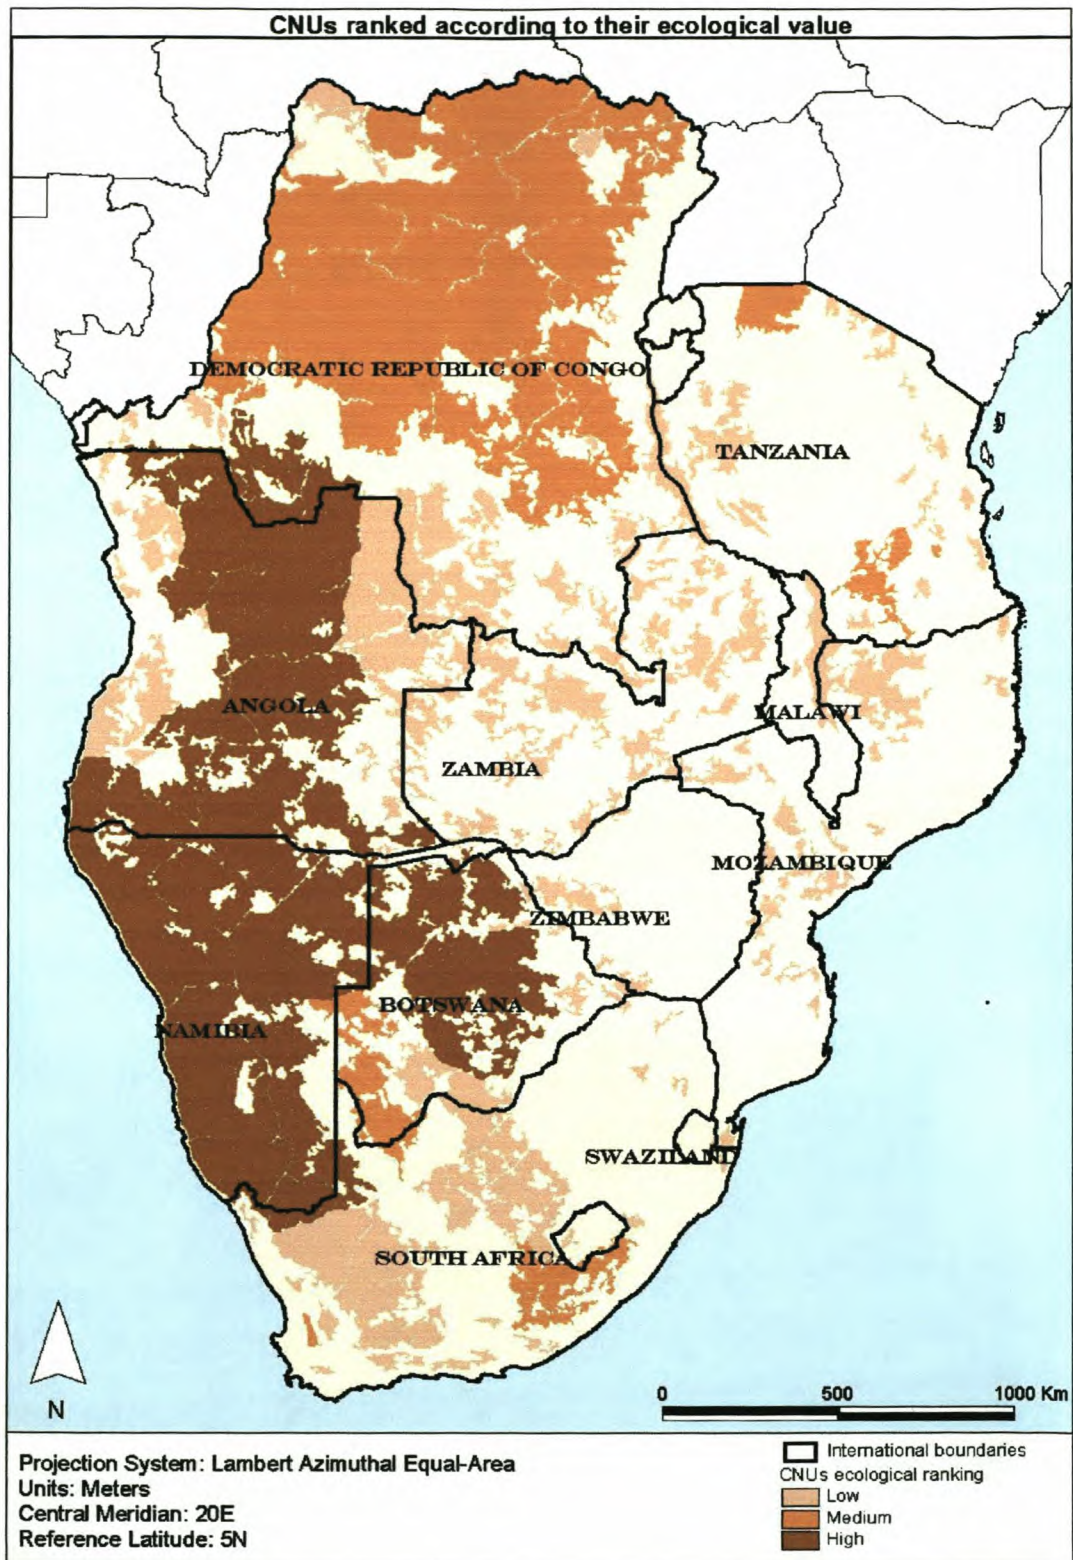 CNUs ranked according to their ecological value
DEMOCRATIC REPUBLIC OF CONGO
TANZANIA
ANGOLA
MALAWI
ZAMBIA
MOZAMBIQUE
ZIMBABWE
BOTSWANA
NAMIBIA
SWAZILAND
SOUTH AFRICA
N
0 500 1000 Km
Projection System: Lambert Azimuthal Equal-Area
Units: Meters
Central Meridian: 20E
Reference Latitude: 5N
International boundaries
CNUs ecological ranking
Low
Medium
High